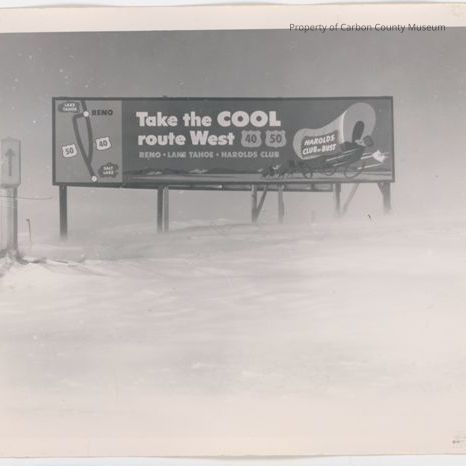 Property of Carbon County Museum
LAKE
TAHOE
RENO
50
40
SALT
LAKE
Take the COOL
route West 40 50
RENO • LAKE TAHOE • HAROLDS CLUB
HAROLDS
CLUB OR BUST